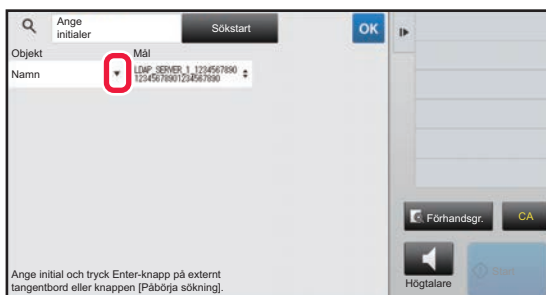 Ange
initialer
Sökstart
OK
Objekt
Mål
Namn
LDAP_SERVER_1_1234567890
12345678901234567890
Förhandsgr.
CA
Högtalare
Start
Ange initial och tryck Enter-knapp på externt
tangentbord eller knappen [Påbörja sökning].